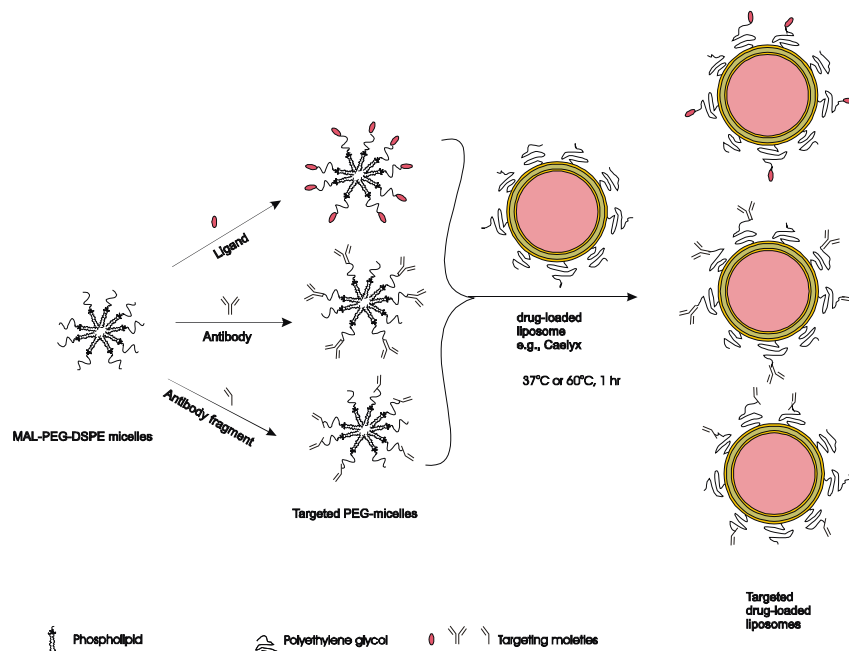 Ligand
Antibody
Antibody fragment
MAL-PEG-DSPE micelles
Targeted PEG-micelles
drug-loaded
liposome
e.g., Caelyx
37°C or 60°C, 1 hr
Targeted
drug-loaded
liposomes
Phospholipid
Polyethylene glycol
Targeting moieties